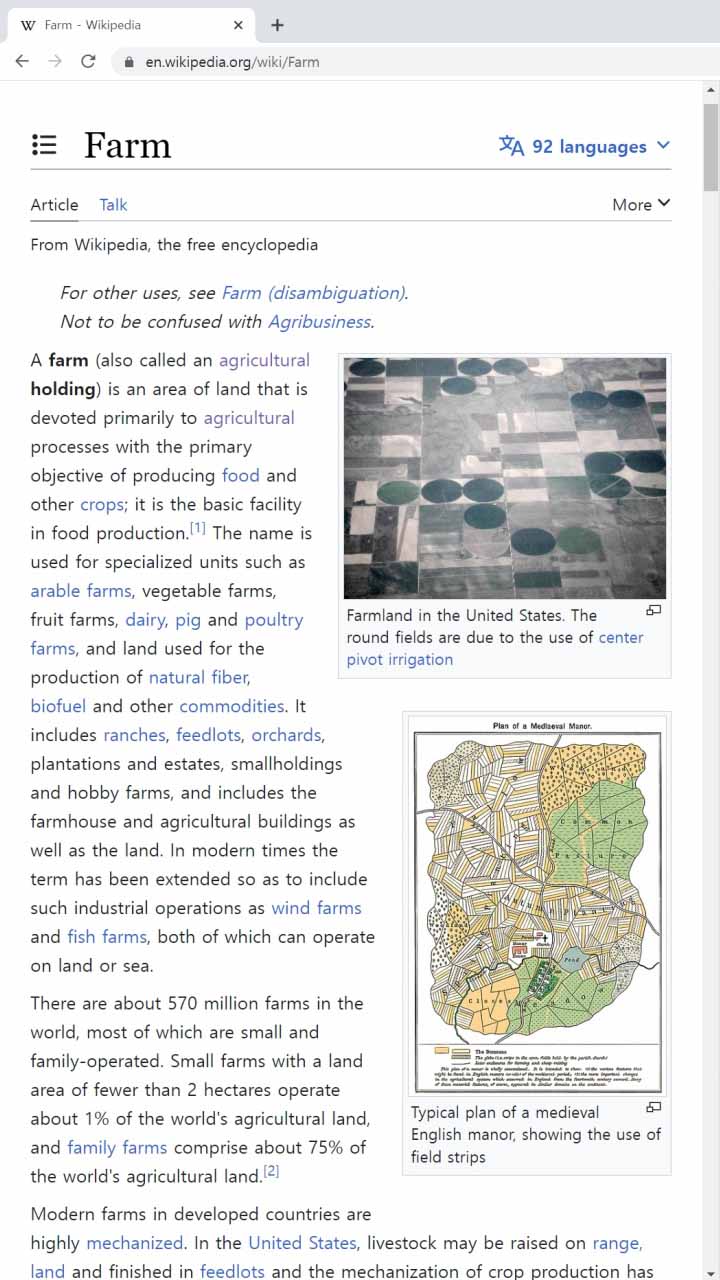 Farm - Wikipedia
en.wikipedia.org/wiki/Farm
Farm
92 languages
Article Talk More
From Wikipedia, the free encyclopedia
For other uses, see Farm (disambiguation).
Not to be confused with Agribusiness.
A farm (also called an agricultural
holding) is an area of land that is
devoted primarily to agricultural
processes with the primary
objective of producing food and
other crops; it is the basic facility
in food production.[1] The name is
used for specialized units such as
arable farms, vegetable farms,
fruit farms, dairy, pig and poultry
farms, and land used for the
production of natural fiber,
biofuel and other commodities. It
includes ranches, feedlots, orchards,
plantations and estates, smallholdings
and hobby farms, and includes the
farmhouse and agricultural buildings as
well as the land. In modern times the
term has been extended so as to include
such industrial operations as wind farms
and fish farms, both of which can operate
on land or sea.
Farmland in the United States. The
round fields are due to the use of center
pivot irrigation
Plan of a Mediaeval Manor.
Common
Pasture
Pond
Close
Meadow
The Demesne
Typical plan of a medieval
English manor, showing the use of
field strips
There are about 570 million farms in the
world, most of which are small and
family-operated. Small farms with a land
area of fewer than 2 hectares operate
about 1% of the world's agricultural land,
and family farms comprise about 75% of
the world's agricultural land.[2]
Modern farms in developed countries are
highly mechanized. In the United States, livestock may be raised on range,
land and finished in feedlots and the mechanization of crop production has